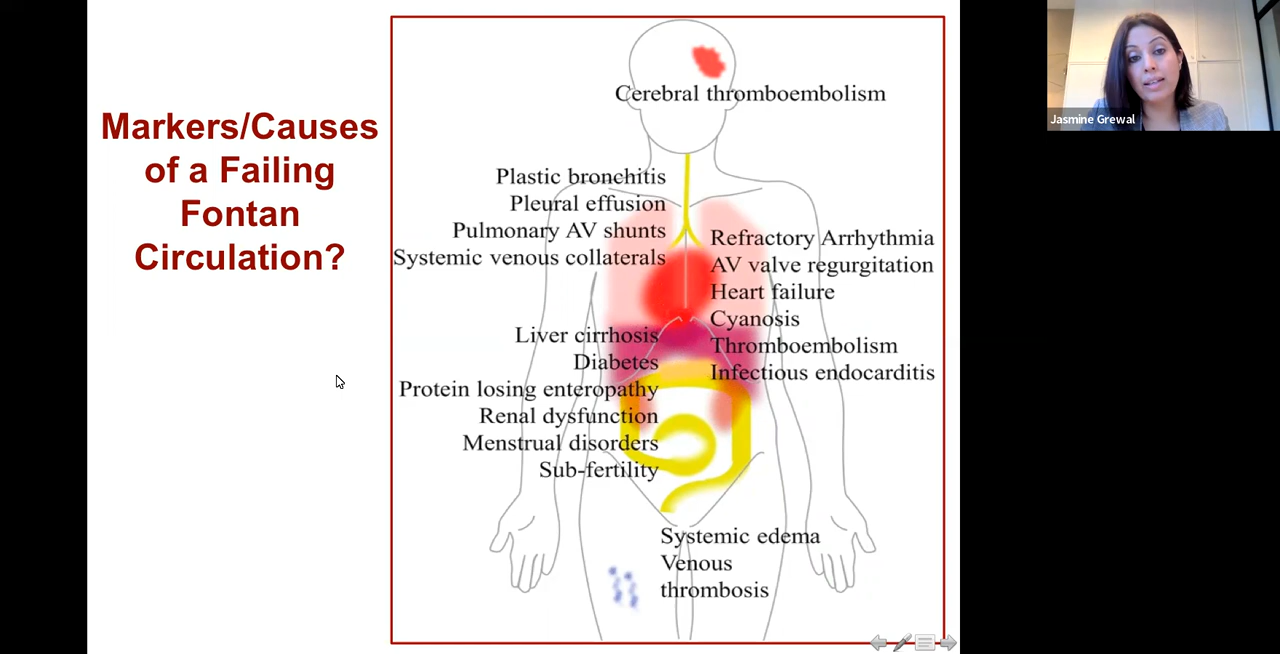 Markers/Causes
of a Failing
Fontan
Circulation?
Cerebral thromboembolism
Plastic bronchitis
Pleural effusion
Pulmonary AV shunts
Systemic venous collaterals
Refractory Arrhythmia
AV valve regurgitation
Heart failure
Cyanosis
Thromboembolism
Infectious endocarditis
Liver cirrhosis
Diabetes
Protein losing enteropathy
Renal dysfunction
Menstrual disorders
Sub-fertility
Systemic edema
Venous
thrombosis
Jasmine Grewal